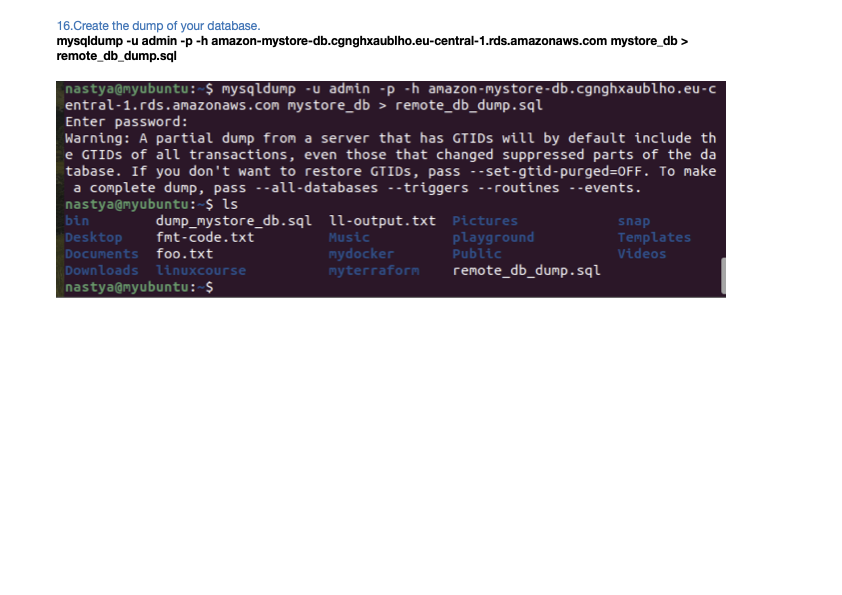 16.Create the dump of your database.
mysqldump -u admin -p -h amazon-mystore-db.cgnghxaublho.eu-central-1.rds.amazonaws.com mystore_db >
remote_db_dump.sql
nastya@myubuntu:~$ mysqldump -u admin -p -h amazon-mystore-db.cgnghxaublho.eu-c
entral-1.rds.amazonaws.com mystore_db > remote_db_dump.sql
Enter password:
Warning: A partial dump from a server that has GTIDs will by default include th
e GTIDs of all transactions, even those that changed suppressed parts of the da
tabase. If you don't want to restore GTIDs, pass --set-gtid-purged=OFF. To make
 a complete dump, pass --all-databases --triggers --routines --events.
nastya@myubuntu:~$ ls
bin dump_mystore_db.sql ll-output.txt Pictures snap
Desktop fmt-code.txt Music playground Templates
Documents foo.txt mydocker Public Videos
Downloads linuxcourse myterraform remote_db_dump.sql
nastya@myubuntu:~$